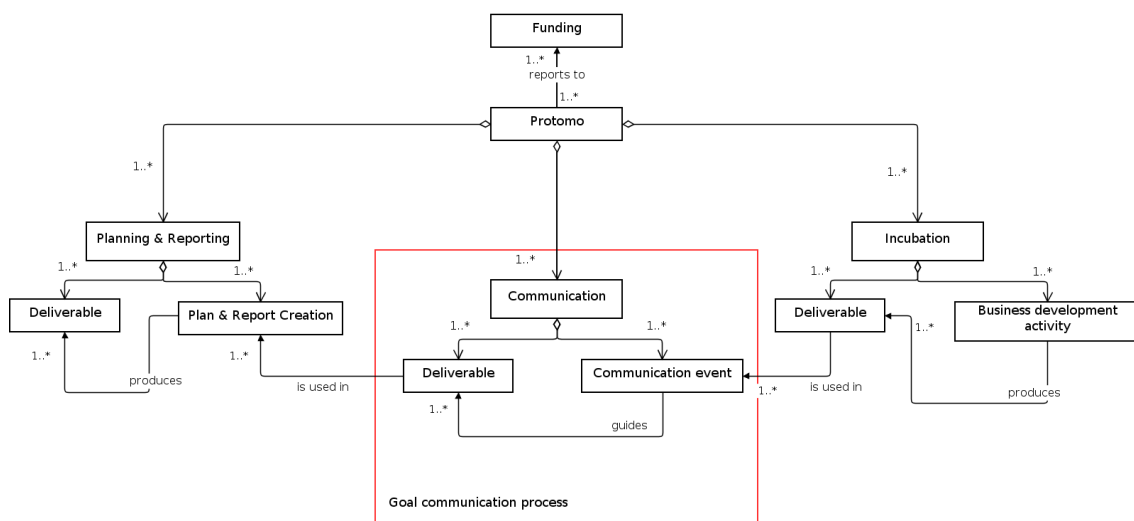 Funding
1..*
reports to
1..*
Protomo
1..*
1..*
Planning & Reporting
Incubation
1..*
1..*
1..*
1..*
1..*
Deliverable
Plan & Report Creation
Communication
Deliverable
Business development
activity
1..*
1..*
1..*
1..*
1..*
Deliverable
Communication event
produces
is used in
is used in
1..*
produces
1..*
guides
Goal communication process